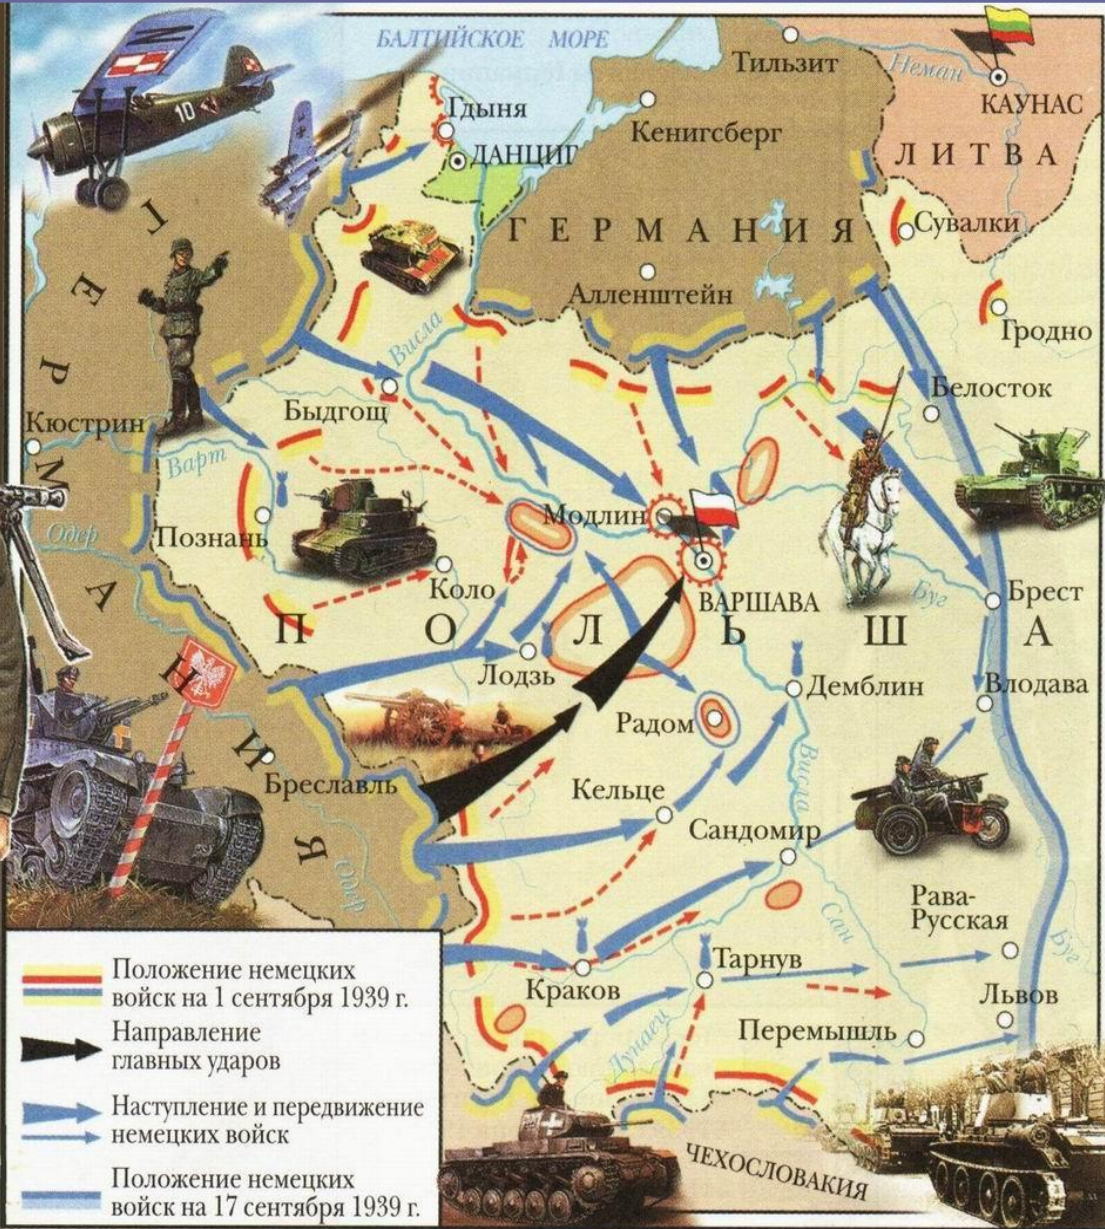 БАЛТИЙСКОЕ МОРЕ
Тильзит
Неман
КАУНАС
ЛИТВА
Гдыня
Кенигсберг
ДАНЦИГ
10
ГЕРМАНИЯ
Сувалки
Алленштейн
Гродно
ГЕРМАНИЯ
Висла
Белосток
Быдгощ
Кюстрин
Варт
Модлин
Познань
Одер
Коло
Буг
Брест
ВАРШАВА
ПОЛЬША
Лодзь
Демблин
Влодава
Радом
Бреславль
Висла
Кельце
Сандомир
Одер
Рава-
Русская
Сан
Буг
Тарнув
Краков
Львов
Перемышль
Дунаец
ЧЕХОСЛОВАКИЯ
Положение немецких
войск на 1 сентября 1939 г.
Направление
главных ударов
Наступление и передвижение
немецких войск
Положение немецких
войск на 17 сентября 1939 г.